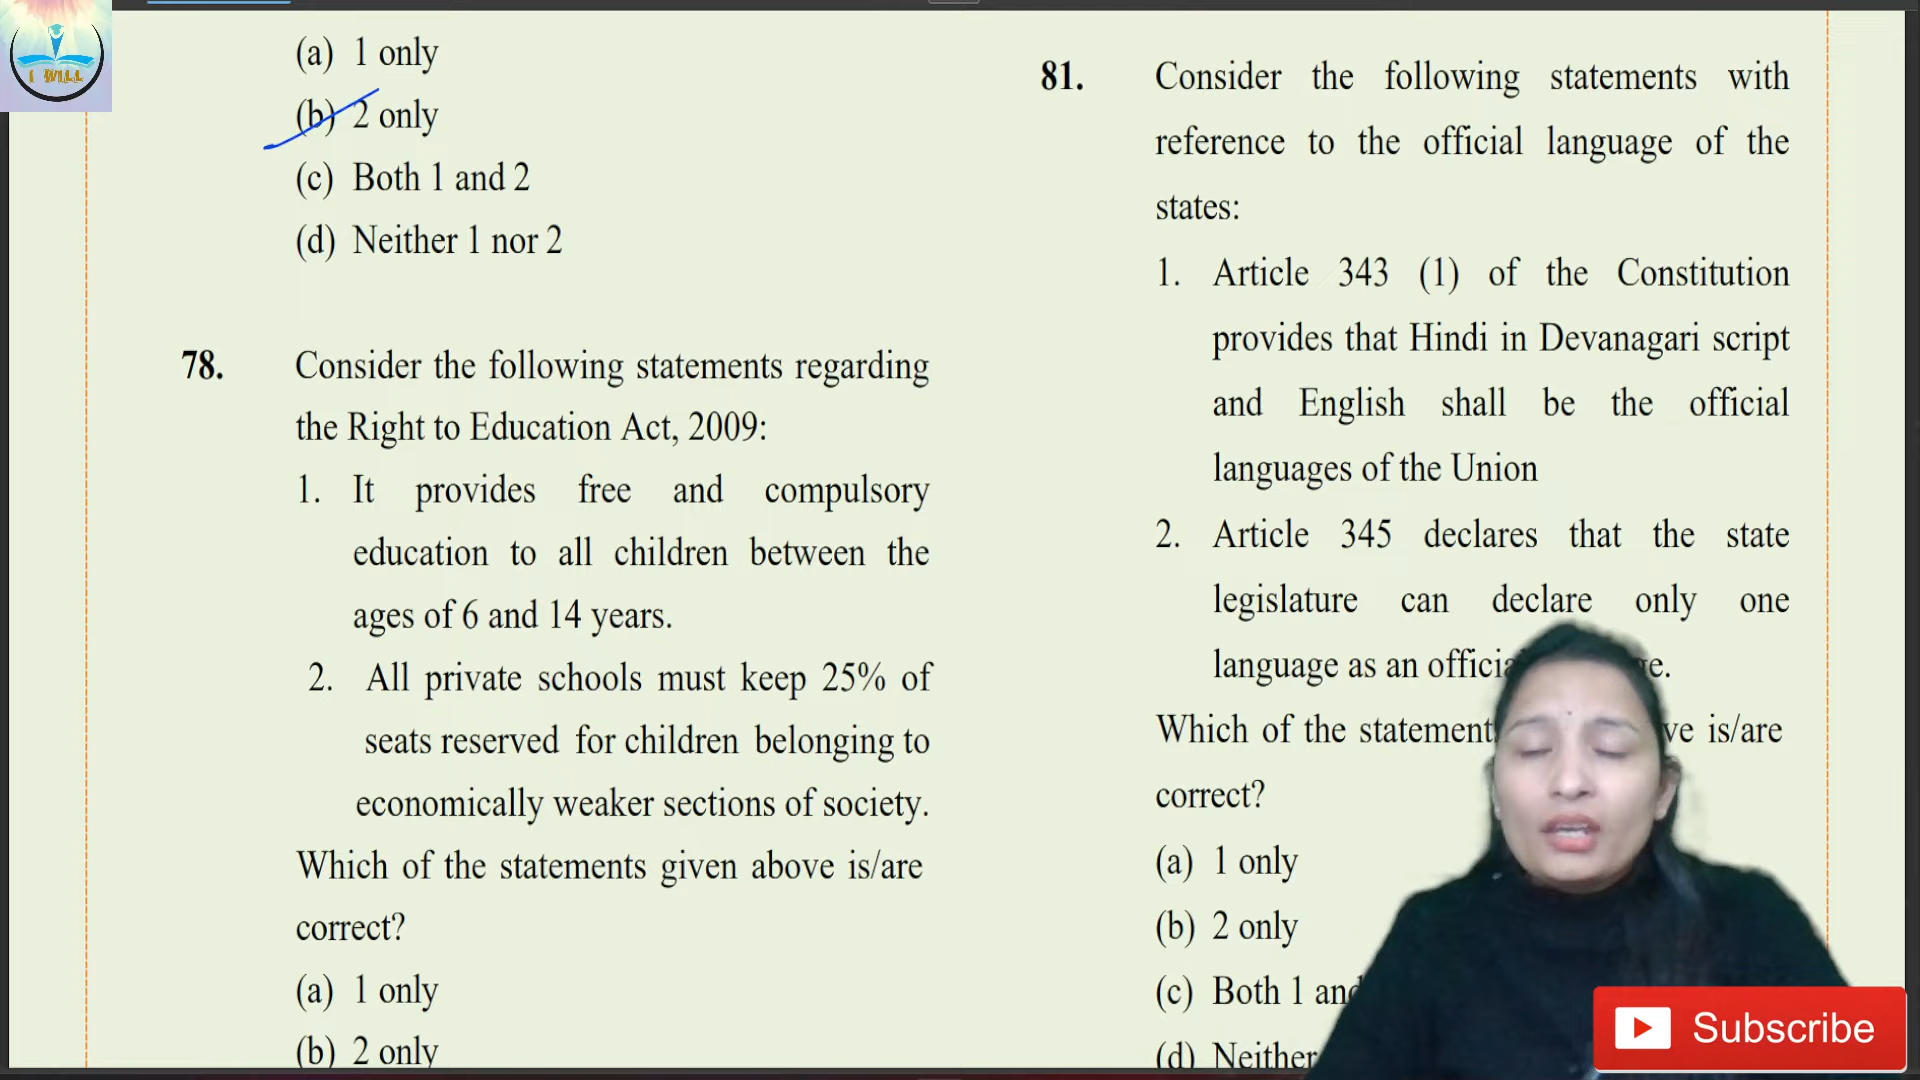 I WILL
(a) 1 only
(b) 2 only
(c) Both 1 and 2
(d) Neither 1 nor 2
78. Consider the following statements regarding
the Right to Education Act, 2009:
1. It provides free and compulsory
education to all children between the
ages of 6 and 14 years.
2. All private schools must keep 25% of
seats reserved for children belonging to
economically weaker sections of society.
Which of the statements given above is/are
correct?
(a) 1 only
(b) 2 only
81. Consider the following statements with
reference to the official language of the
states:
1. Article 343 (1) of the Constitution
provides that Hindi in Devanagari script
and English shall be the official
languages of the Union
2. Article 345 declares that the state
legislature can declare only one
language as an
Which of the is/are
correct?
(a) 1 only
(b) 2 only
(c) Both 1
(d) Neither
Subscribe